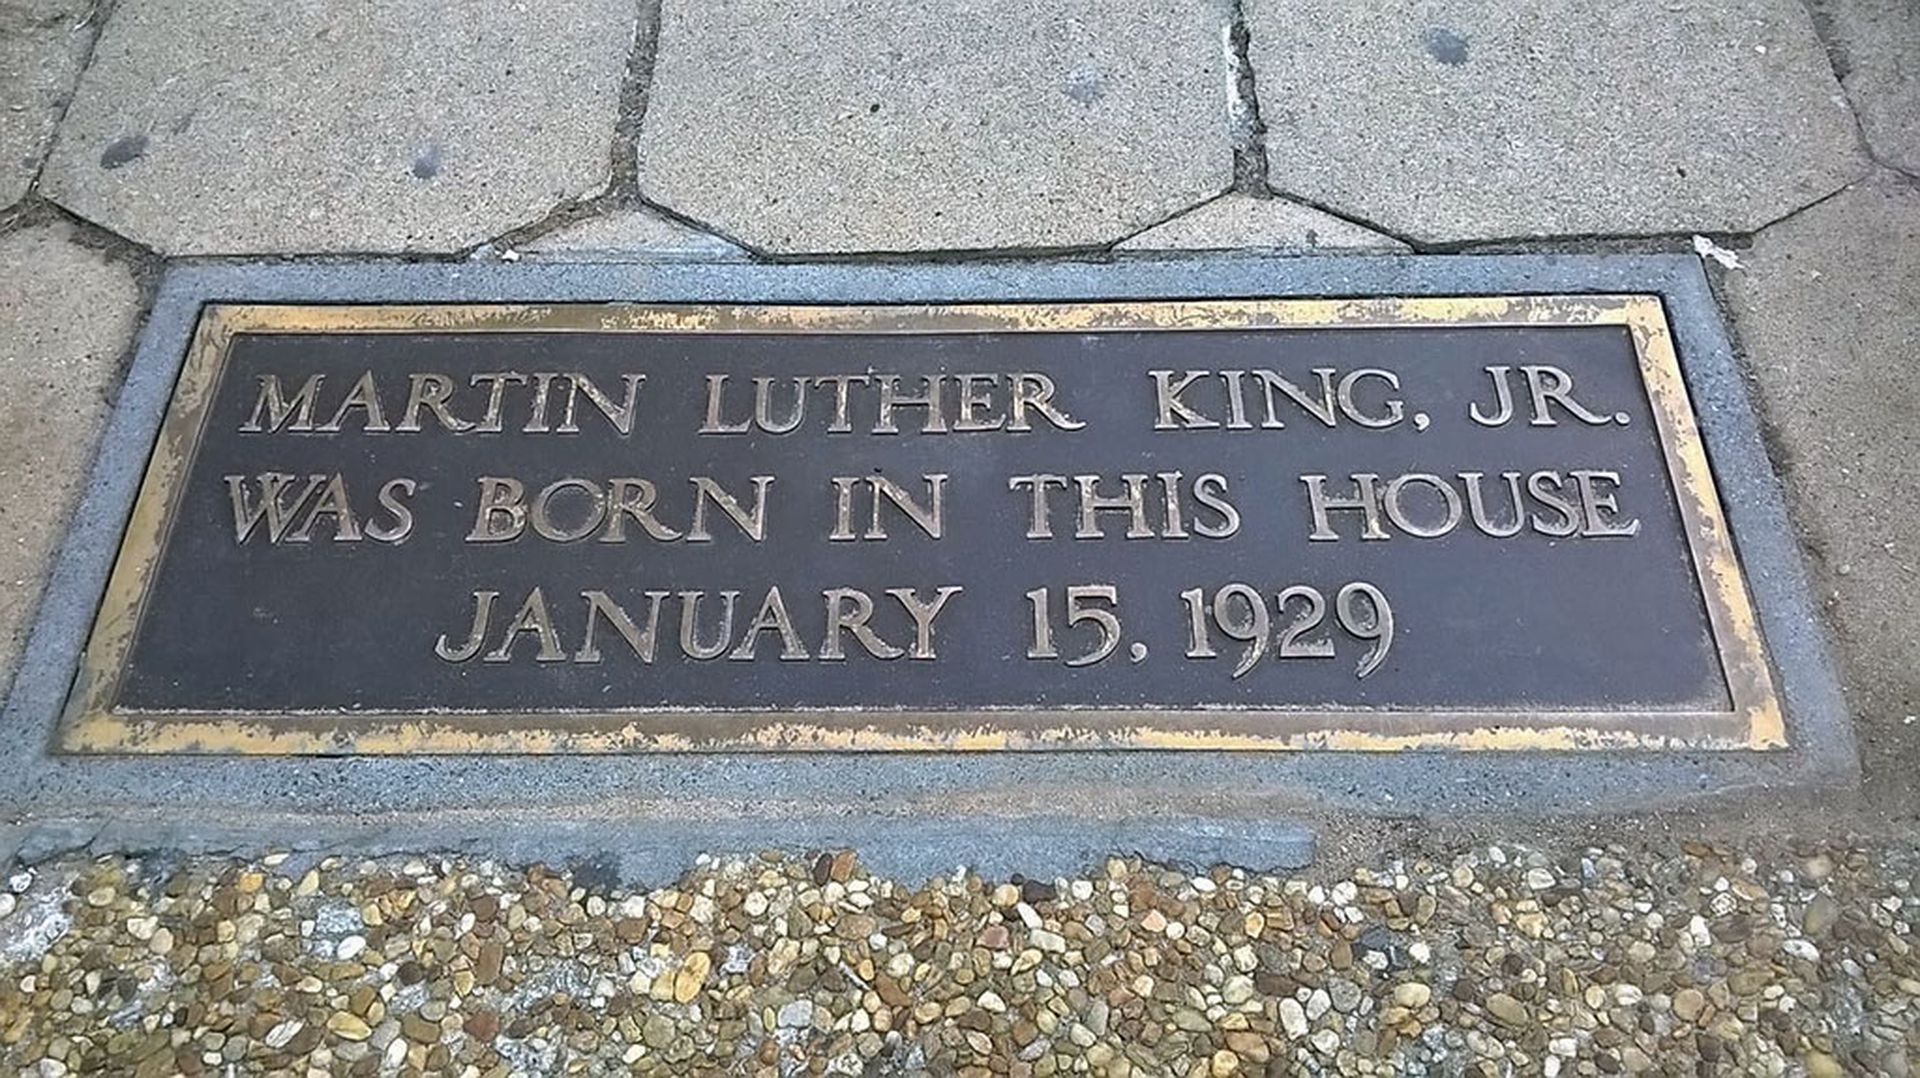 MARTIN LUTHER KING, JR.
WAS BORN IN THIS HOUSE
JANUARY 15, 1929